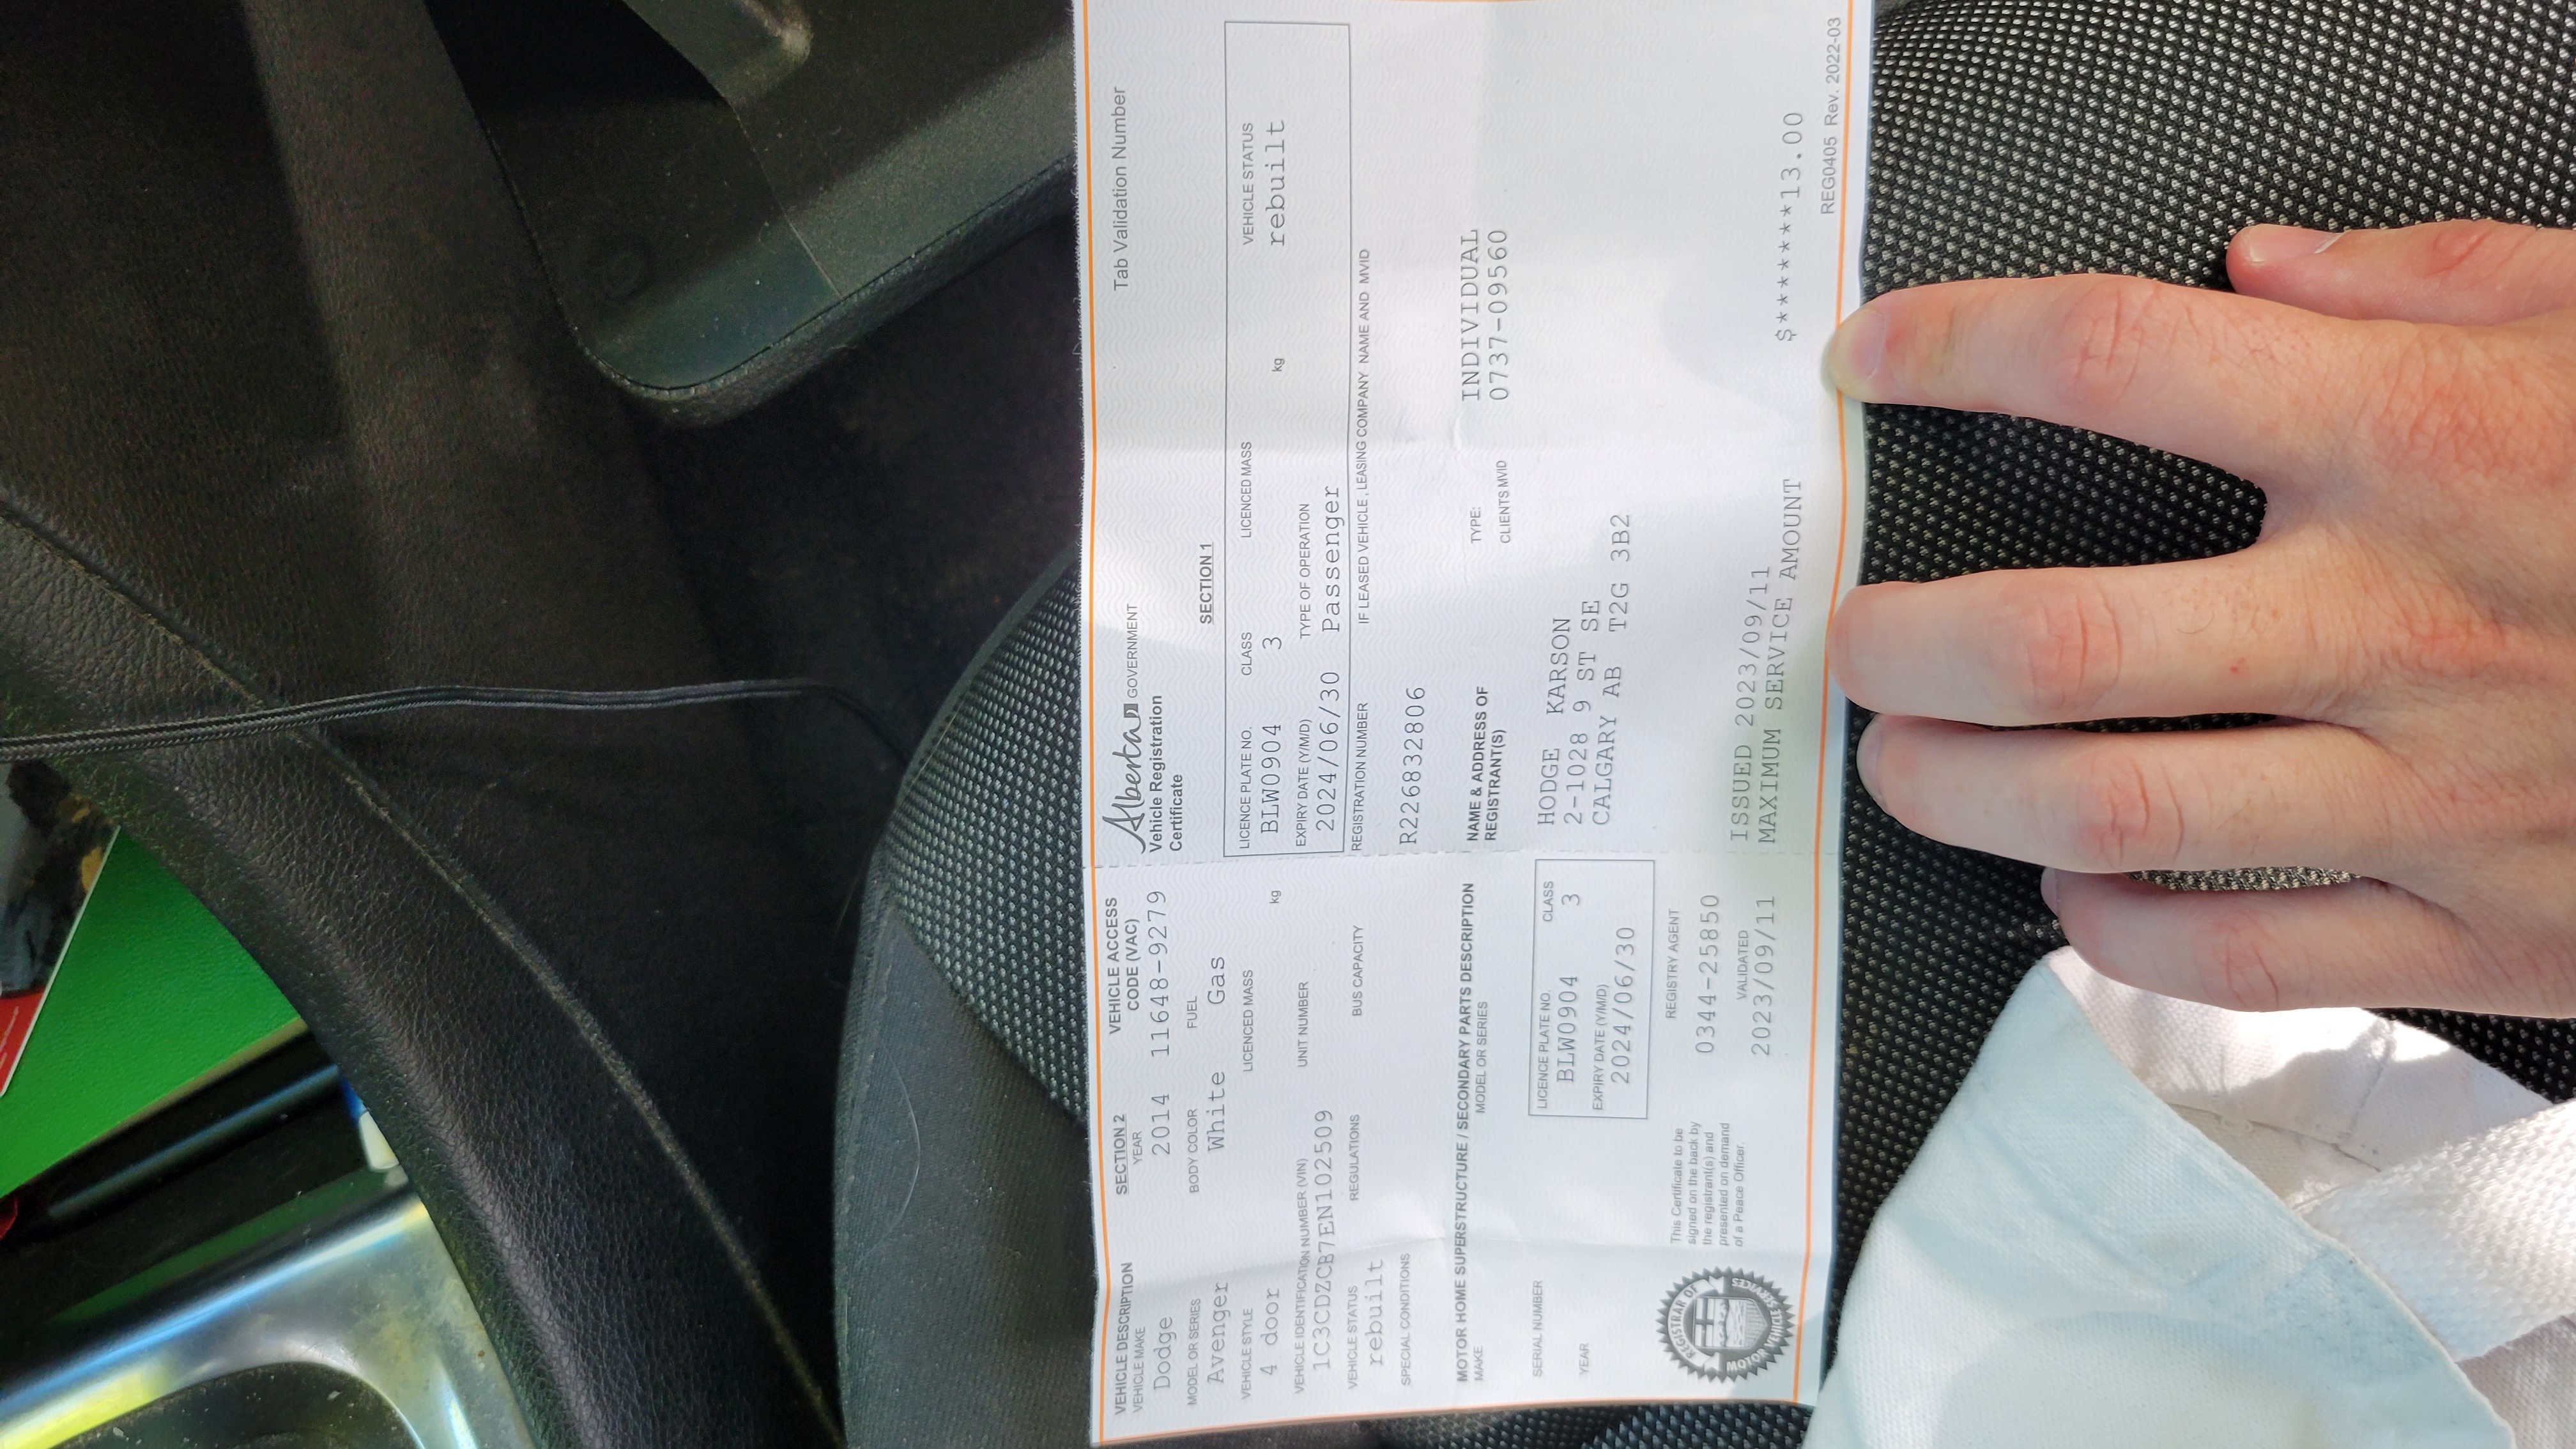 VEHICLE DESCRIPTION
SECTION 2
VEHICLE ACCESS
CODE (VAC)
VEHICLE MAKE
YEAR
Dodge
2014
11648-9279
MODEL OR SERIES
BODY COLOR
FUEL
Avenger
White
Gas
VEHICLE STYLE
LICENCED MASS
4 door
kg
VEHICLE IDENTIFICATION NUMBER (VIN)
UNIT NUMBER
1C3CDZCB7EN102509
VEHICLE STATUS
REGULATIONS
BUS CAPACITY
rebuilt
SPECIAL CONDITIONS
MOTOR HOME SUPERSTRUCTURE / SECONDARY PARTS DESCRIPTION
MAKE
MODEL OR SERIES
SERIAL NUMBER
YEAR
LICENCE PLATE NO.
CLASS
BLW0904
3
EXPIRY DATE (Y/M/D)
2024/06/30
REGISTRAR OF
MOTOR VEHICLE SERVICES
This Certificate to be
signed on the back by
the registrant(s) and
presented on demand
of a Peace Officer.
REGISTRY AGENT
0344-25850
VALIDATED
2023/09/11
Alberta GOVERNMENT
Tab Validation Number
Vehicle Registration
Certificate
SECTION 1
LICENCE PLATE NO.
CLASS
LICENCED MASS
VEHICLE STATUS
BLW0904
3
kg
rebuilt
EXPIRY DATE (Y/M/D)
TYPE OF OPERATION
2024/06/30
Passenger
REGISTRATION NUMBER
IF LEASED VEHICLE, LEASING COMPANY NAME AND MVID
R226832806
NAME & ADDRESS OF
REGISTRANT(S)
TYPE:
INDIVIDUAL
CLIENTS MVID
0737-09560
HODGE KARSON
2-1028 9 ST SE
CALGARY AB T2G 3B2
ISSUED 2023/09/11
MAXIMUM SERVICE AMOUNT
$*******13.00
REG0405 Rev. 2022-03